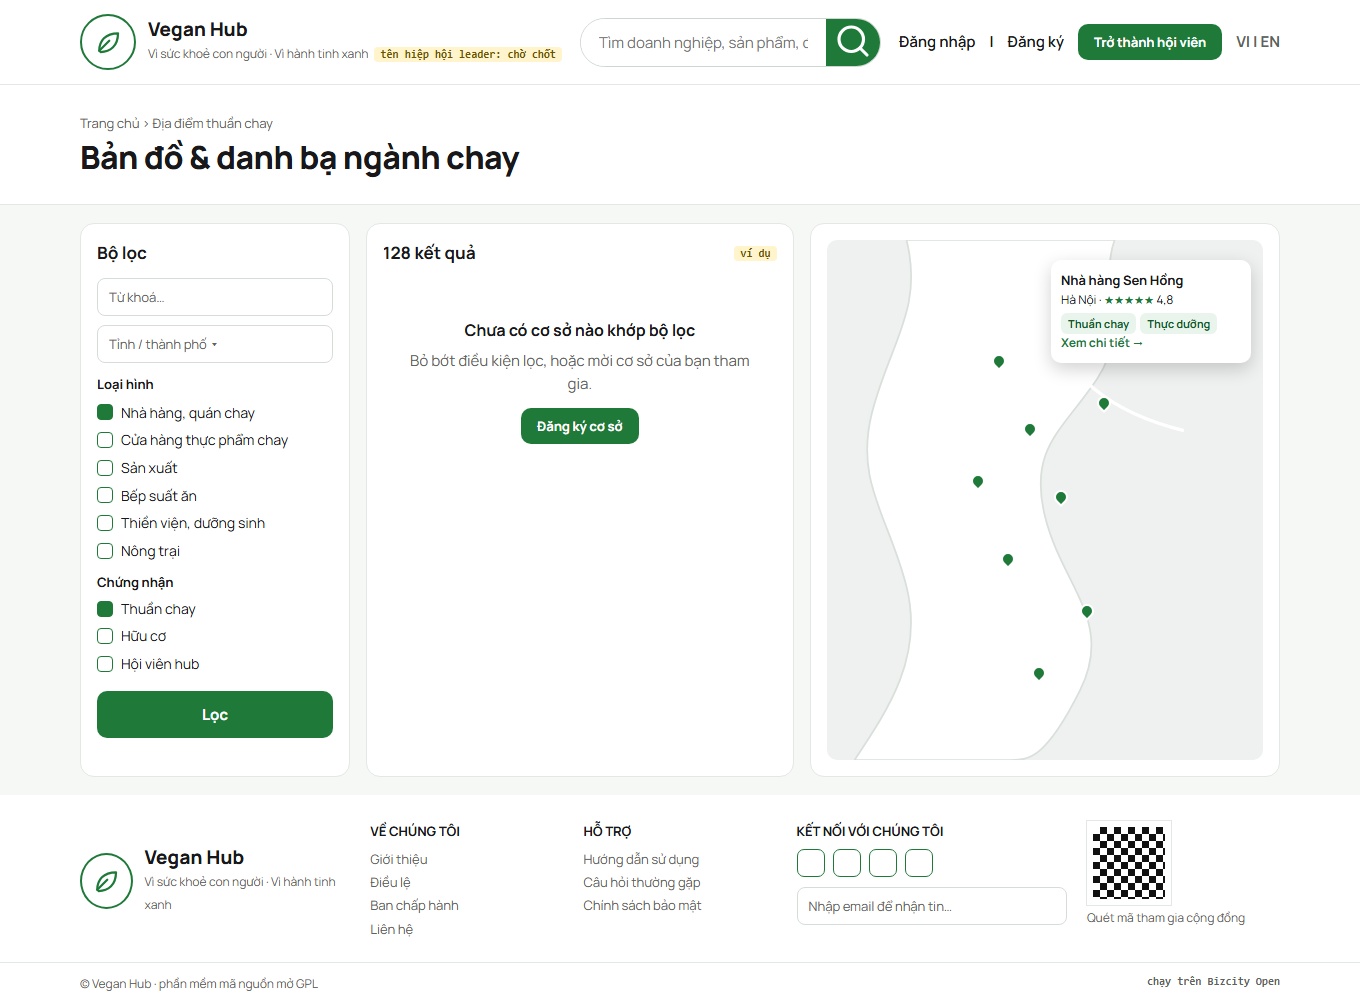 Vegan Hub
Vì sức khoẻ con người · Vì hành tinh xanh
tên hiệp hội leader: chờ chốt
Tìm doanh nghiệp, sản phẩm, c
Đăng nhập | Đăng ký
Trở thành hội viên
VI | EN
Trang chủ › Địa điểm thuần chay
Bản đồ & danh bạ ngành chay
Bộ lọc
Từ khoá...
Tỉnh / thành phố
Loại hình
Nhà hàng, quán chay
Cửa hàng thực phẩm chay
Sản xuất
Bếp suất ăn
Thiền viện, dưỡng sinh
Nông trại
Chứng nhận
Thuần chay
Hữu cơ
Hội viên hub
Lọc
128 kết quả
ví dụ
Chưa có cơ sở nào khớp bộ lọc
Bỏ bớt điều kiện lọc, hoặc mời cơ sở của bạn tham
gia.
Đăng ký cơ sở
Nhà hàng Sen Hồng
Hà Nội · ★★★★★ 4,8
Thuần chay
Thực dưỡng
Xem chi tiết →
Vegan Hub
Vì sức khoẻ con người · Vì hành tinh
xanh
VỀ CHÚNG TÔI
Giới thiệu
Điều lệ
Ban chấp hành
Liên hệ
HỖ TRỢ
Hướng dẫn sử dụng
Câu hỏi thường gặp
Chính sách bảo mật
KẾT NỐI VỚI CHÚNG TÔI
Nhập email để nhận tin...
Quét mã tham gia cộng đồng
© Vegan Hub · phần mềm mã nguồn mở GPL
chạy trên Bizcity Open